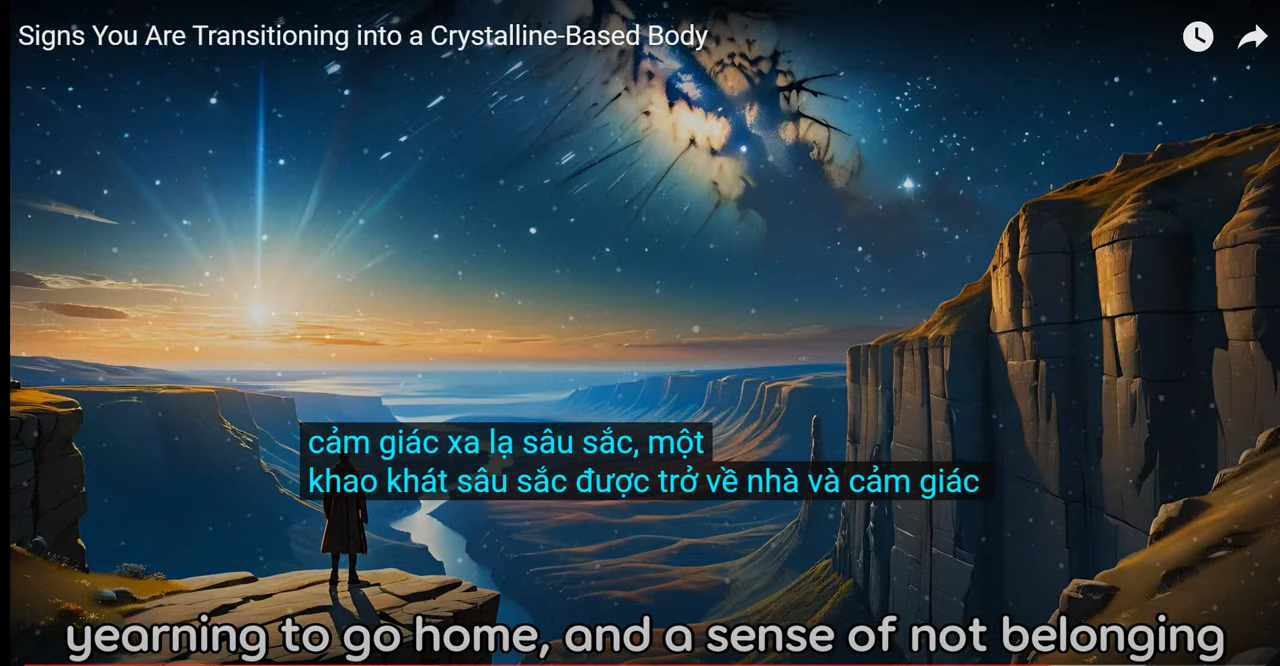 Signs You Are Transitioning into a Crystalline-Based Body
cảm giác xa lạ sâu sắc, một
khao khát sâu sắc được trở về nhà và cảm giác
yearning to go home, and a sense of not belonging